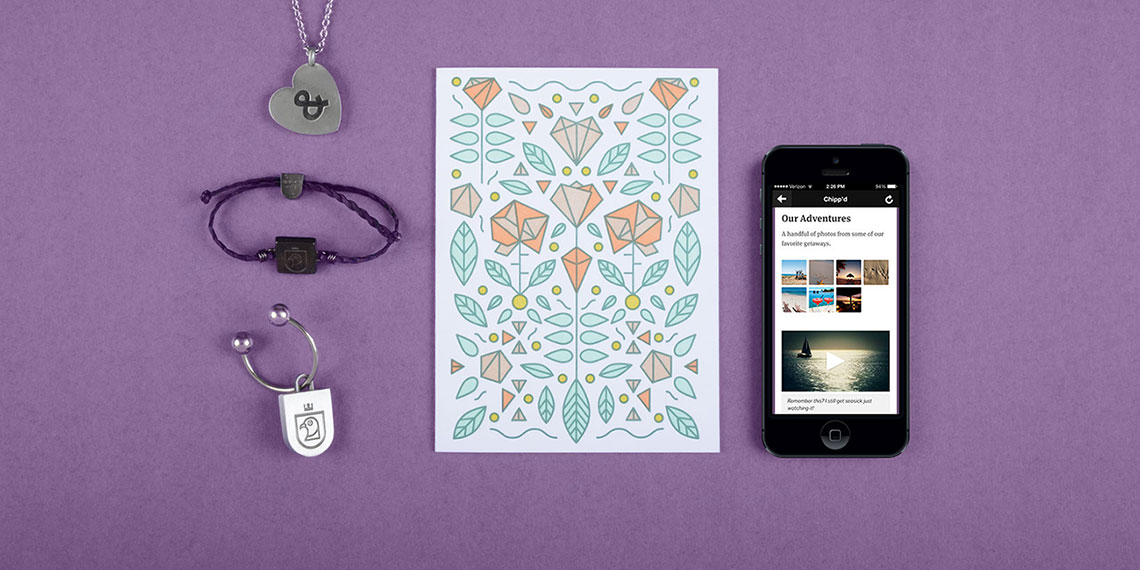 &
Verizon
2:26 PM
94%
Chipp'd
Our Adventures
A handful of photos from some of our
favorite getaways.
Remember this? I still get seasick just
watching it!